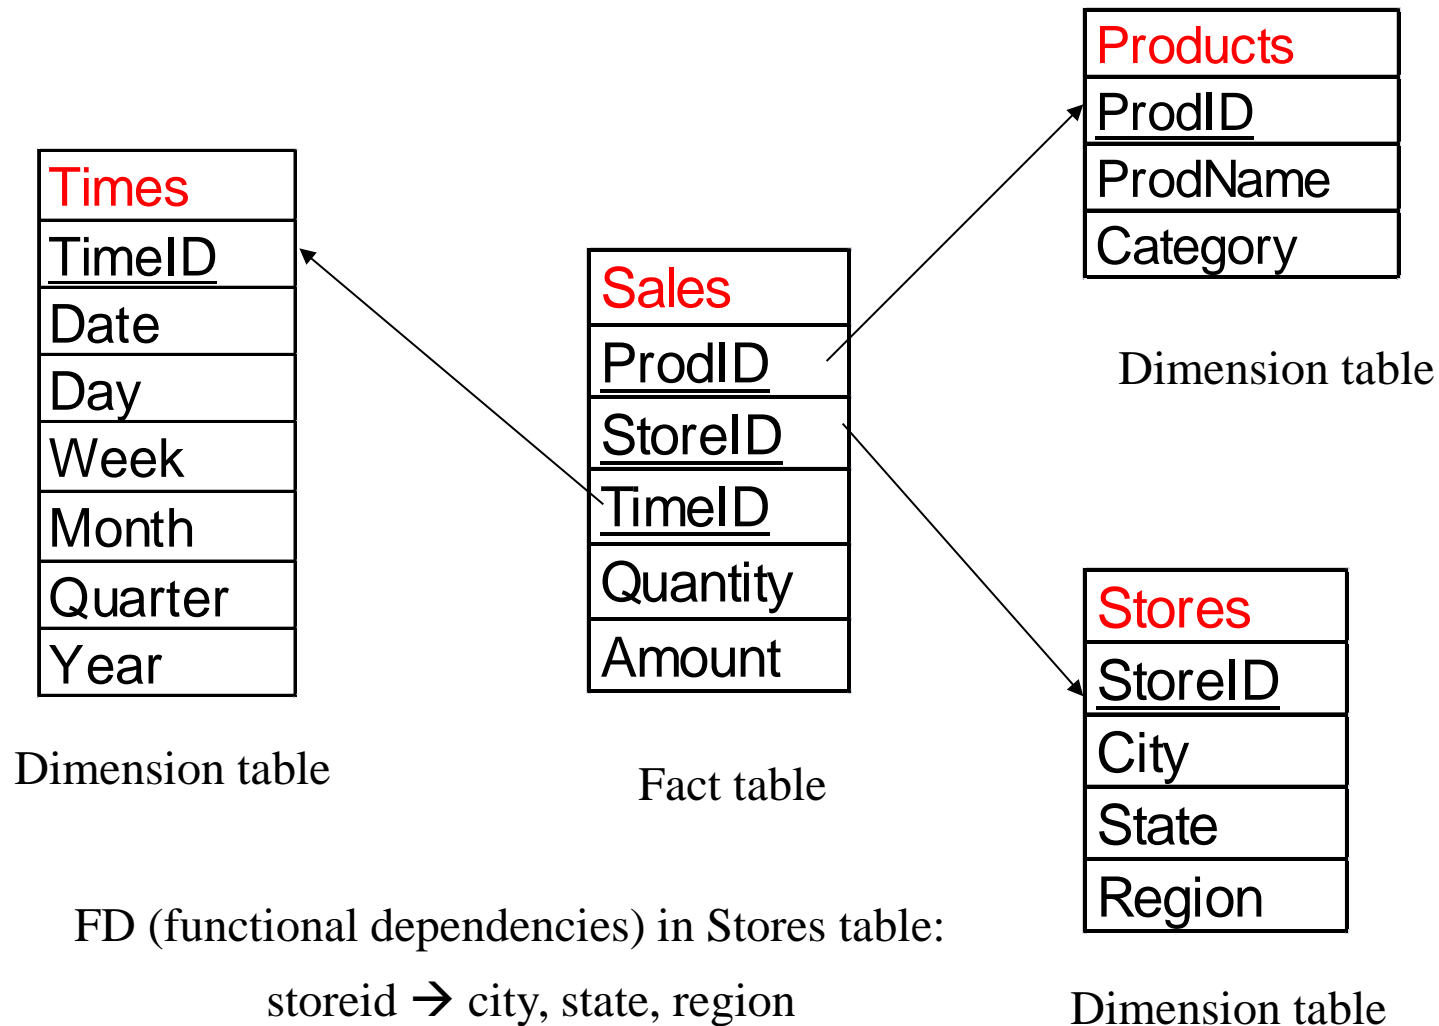 Times
TimeID
Date
Day
Week
Month
Quarter
Year
Dimension table
Sales
ProdID
StoreID
TimeID
Quantity
Amount
Fact table
Products
ProdID
ProdName
Category
Dimension table
Stores
StoreID
City
State
Region
Dimension table
FD (functional dependencies) in Stores table:
storeid → city, state, region